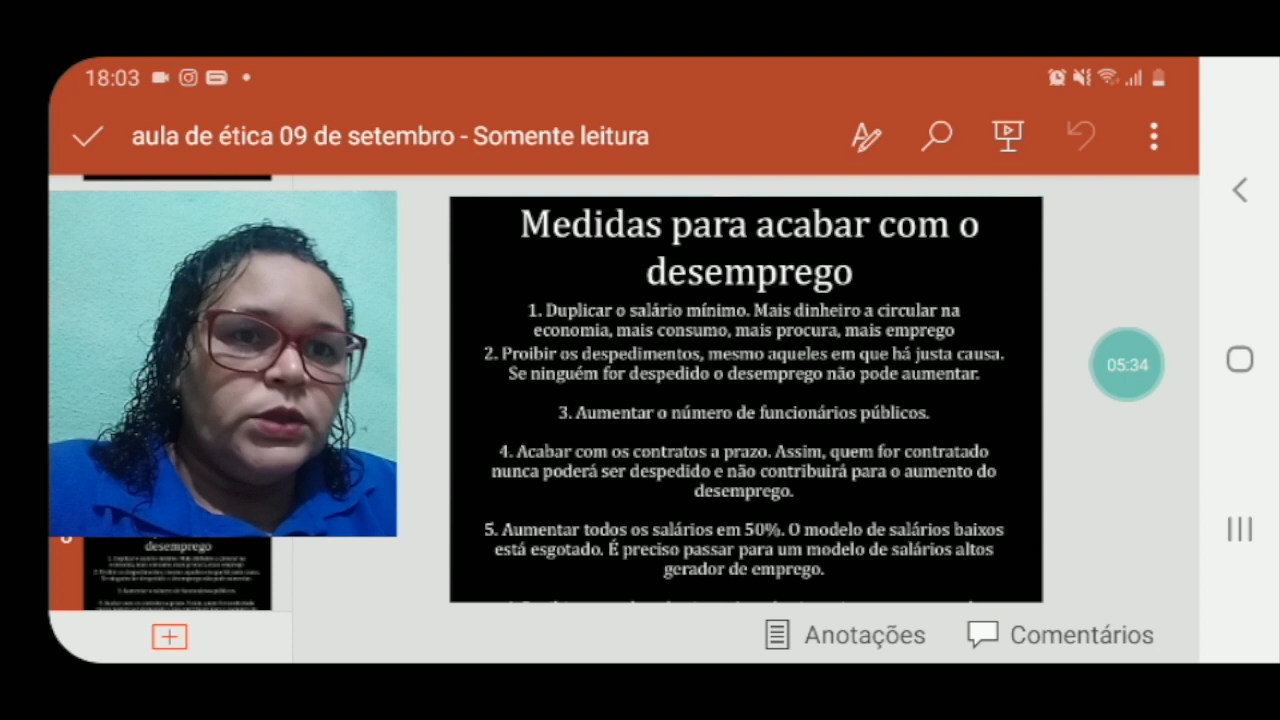 18:03
aula de ética 09 de setembro - Somente leitura
Medidas para acabar com o
desemprego
1. Duplicar o salário mínimo. Mais dinheiro a circular na
economia, mais consumo, mais procura, mais emprego
2. Proibir os despedimentos, mesmo aqueles em que há justa causa.
Se ninguém for despedido o desemprego não pode aumentar.
3. Aumentar o número de funcionários públicos.
4. Acabar com os contratos a prazo. Assim, quem for contratado
nunca poderá ser despedido e não contribuirá para o aumento do
desemprego.
5. Aumentar todos os salários em 50%. O modelo de salários baixos
está esgotado. É preciso passar para um modelo de salários altos
gerador de emprego.
05:34
desemprego
Anotações
Comentários